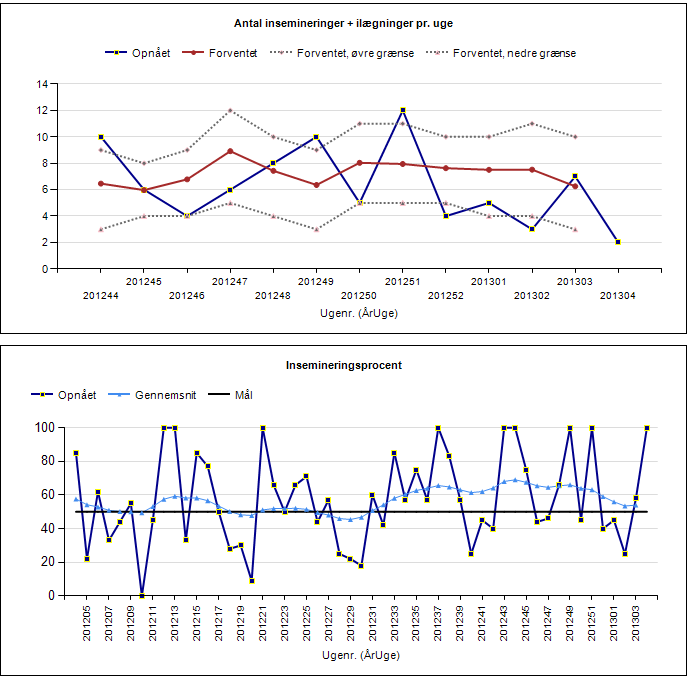 Antal insemineringer + ilægninger pr. uge
Opnået Forventet Forventet, øvre grænse Forventet, nedre grænse
14
12
10
8
6
4
2
0
201245 201247 201249 201251 201301 201303
201244 201246 201248 201250 201252 201302 201304
Ugenr. (ÅrUge)
Insemineringsprocent
Opnået Gennemsnit Mål
100
80
60
40
20
0
201205 201207 201209 201211 201213 201215 201217 201219 201221 201223 201225 201227 201229 201231 201233 201235 201237 201239 201241 201243 201245 201247 201249 201251 201301 201303
Ugenr. (ÅrUge)